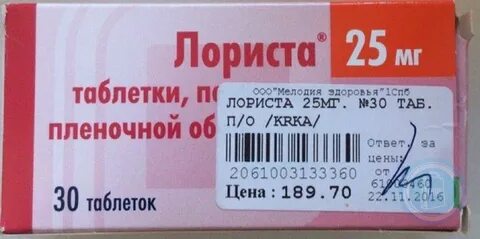 Лориста® 25 мг
таблетки, по
пленочной об
30 таблеток
ООО"Мелодия здоровья"1Спб
ЛОРИСТА 25МГ. №30 ТАБ.
П/О /KRKA/
Ответ. за
цены:
2061003133360
от
Цена: 189.70
22.11.2016